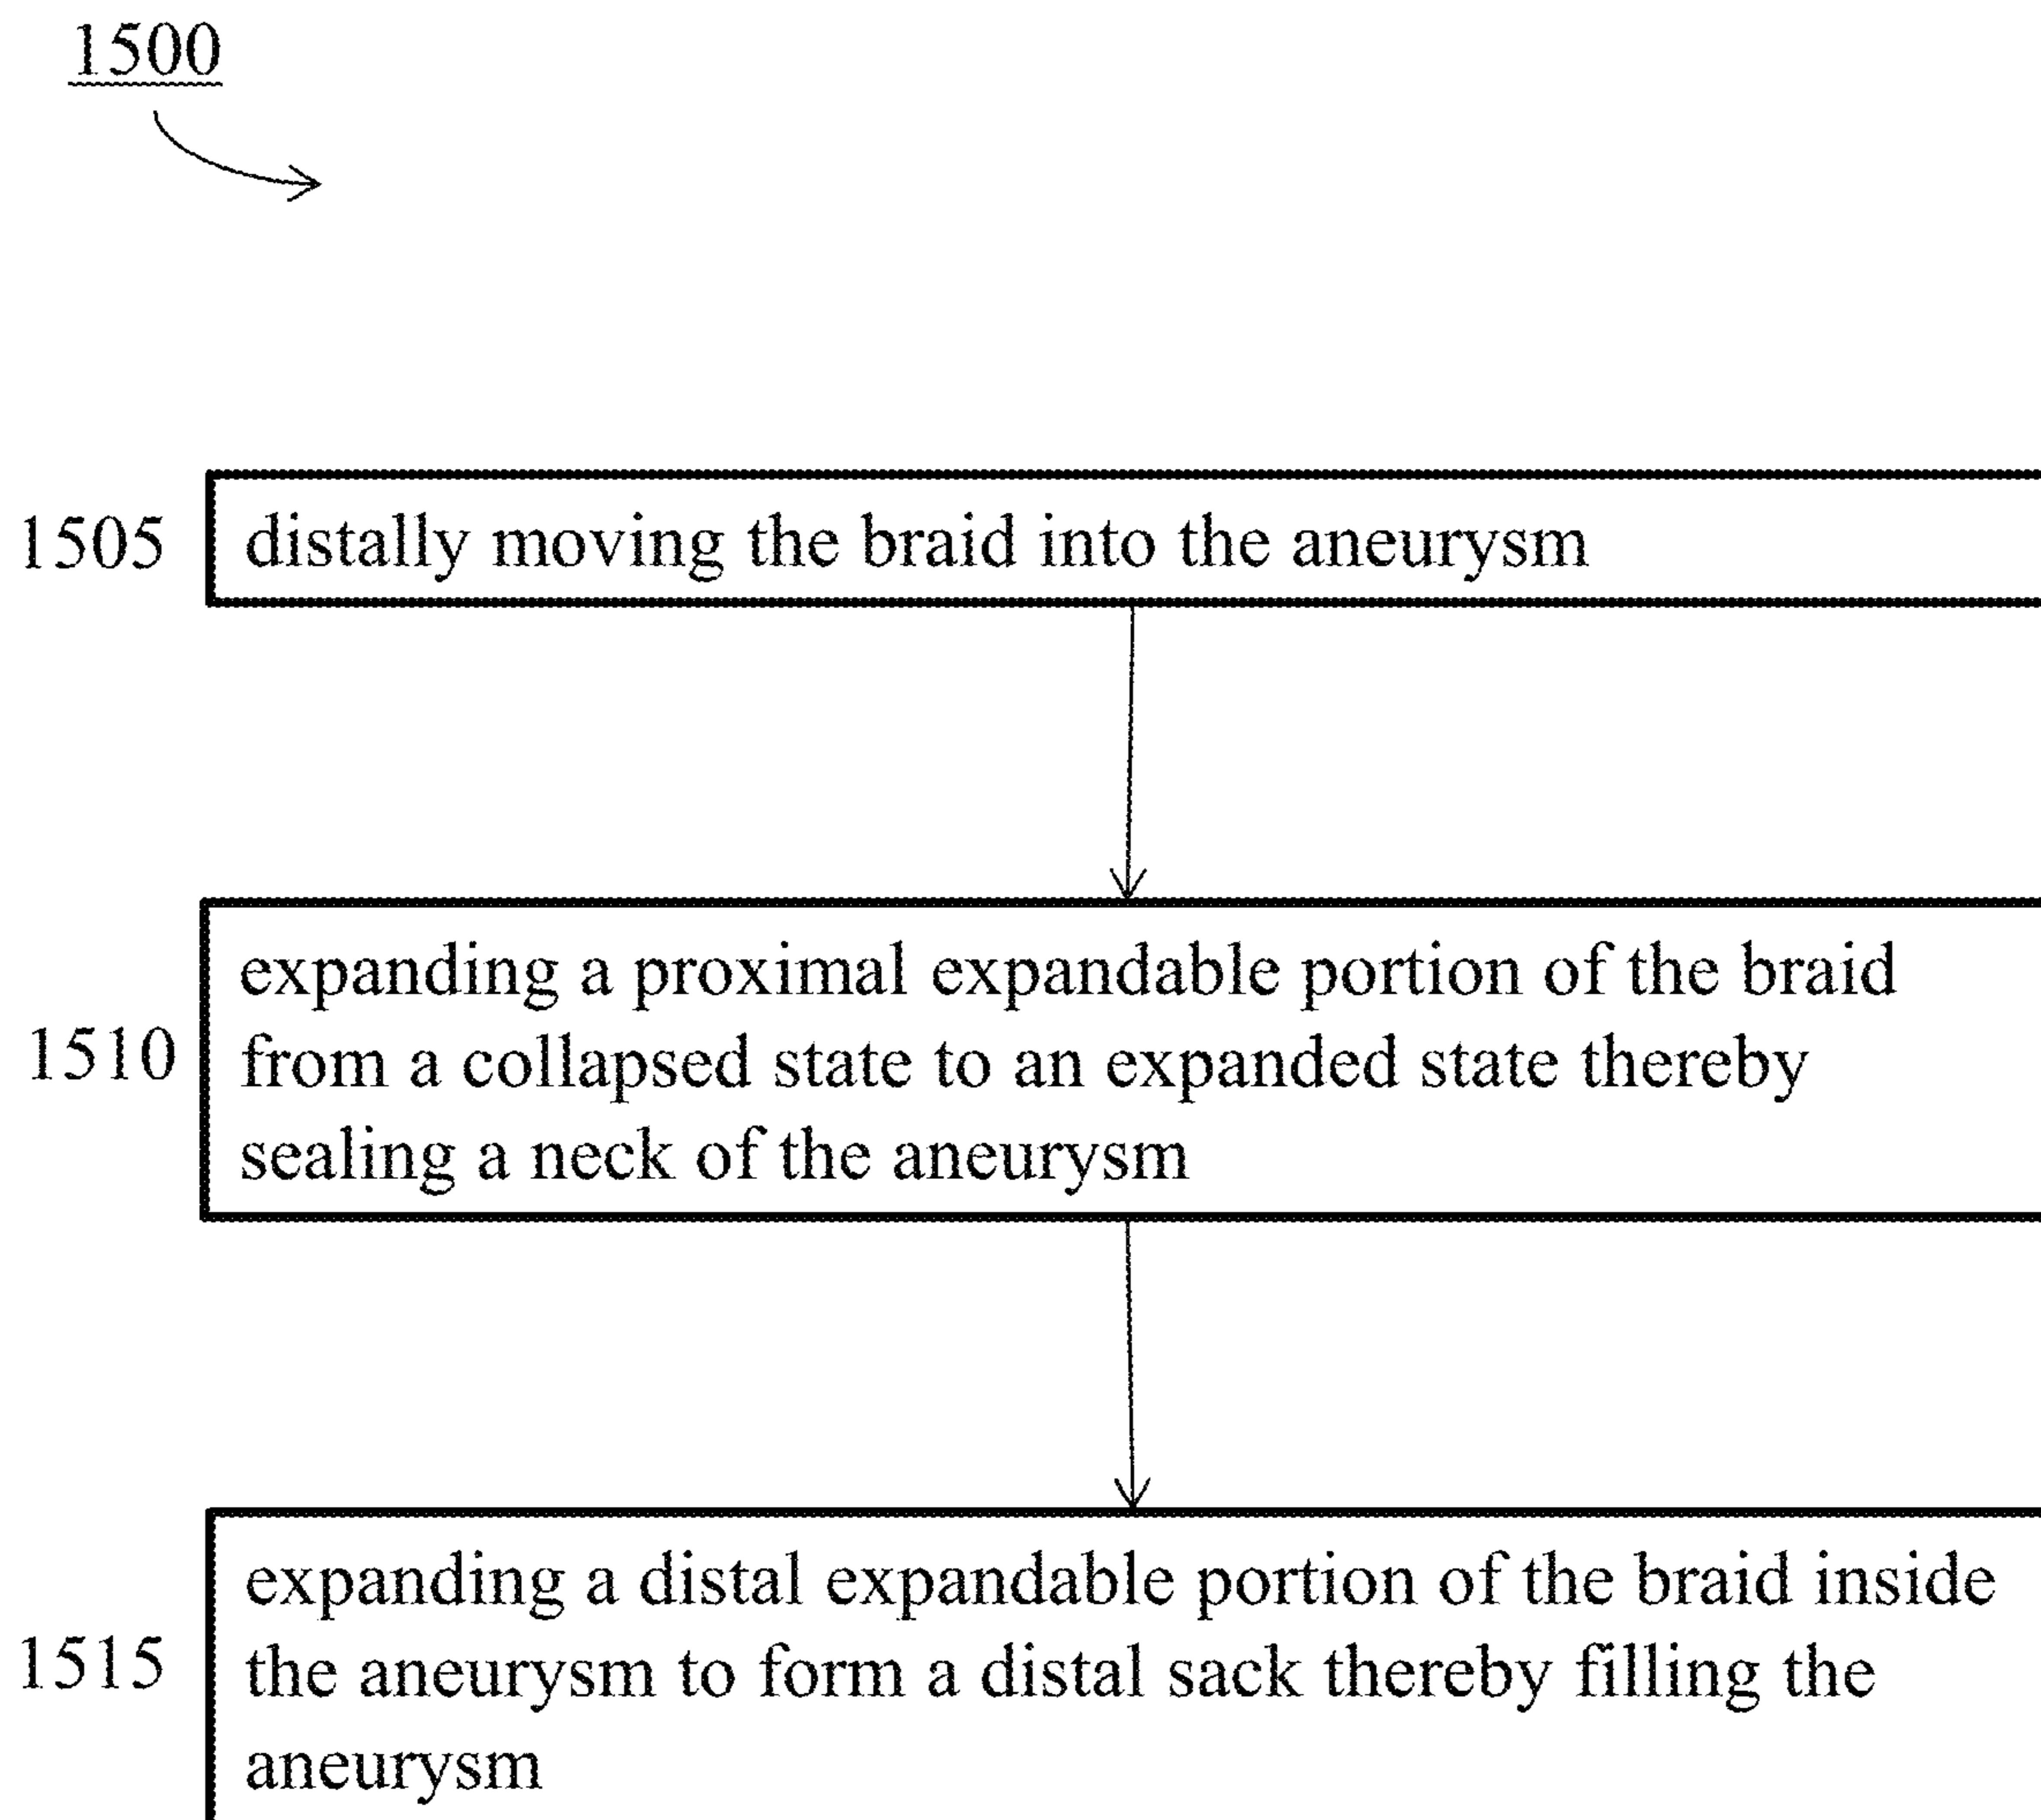 1500
1505
distally moving the braid into the aneurysm
1510
expanding a proximal expandable portion of the braid
from a collapsed state to an expanded state thereby
sealing a neck of the aneurysm
1515
expanding a distal expandable portion of the braid inside
the aneurysm to form a distal sack thereby filling the
aneurysm